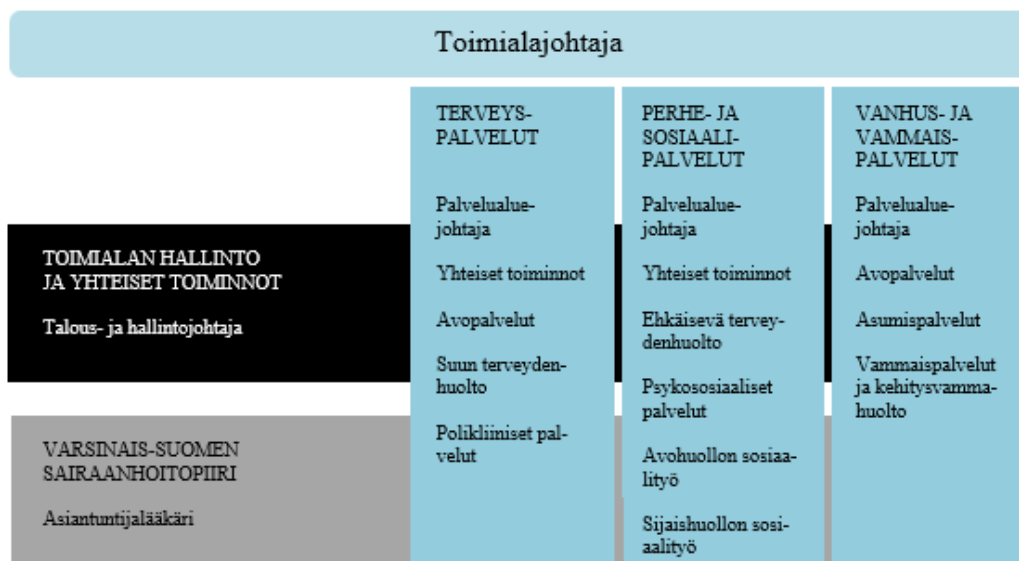 Toimialajohtaja
TERVEYS-
PALVELUT
Palvelualue-
johtaja
Yhteiset toiminnot
Avopalvelut
Suun terveyden-
huolto
Polikliiniset pal-
velut
PERHE- JA
SOSIAALI-
PALVELUT
Palvelualue-
johtaja
Yhteiset toiminnot
Ehkäisevä tervey-
denhuolto
Psykososiaaliset
palvelut
Avohuollon sosiaa-
lityö
Sijaishuollon sosi-
aalityö
VANHUS- JA
VAMMAIS-
PALVELUT
Palvelualue-
johtaja
Avopalvelut
Asumispalvelut
Vammaispalvelut
ja kehitysvamma-
huolto
TOIMIALAN HALLINTO
JA YHTEISET TOIMINNOT
Talous- ja hallintojohtaja
VARSINAIS-SUOMEN
SAIRAANHOITOPIIRI
Asiantuntijalääkäri